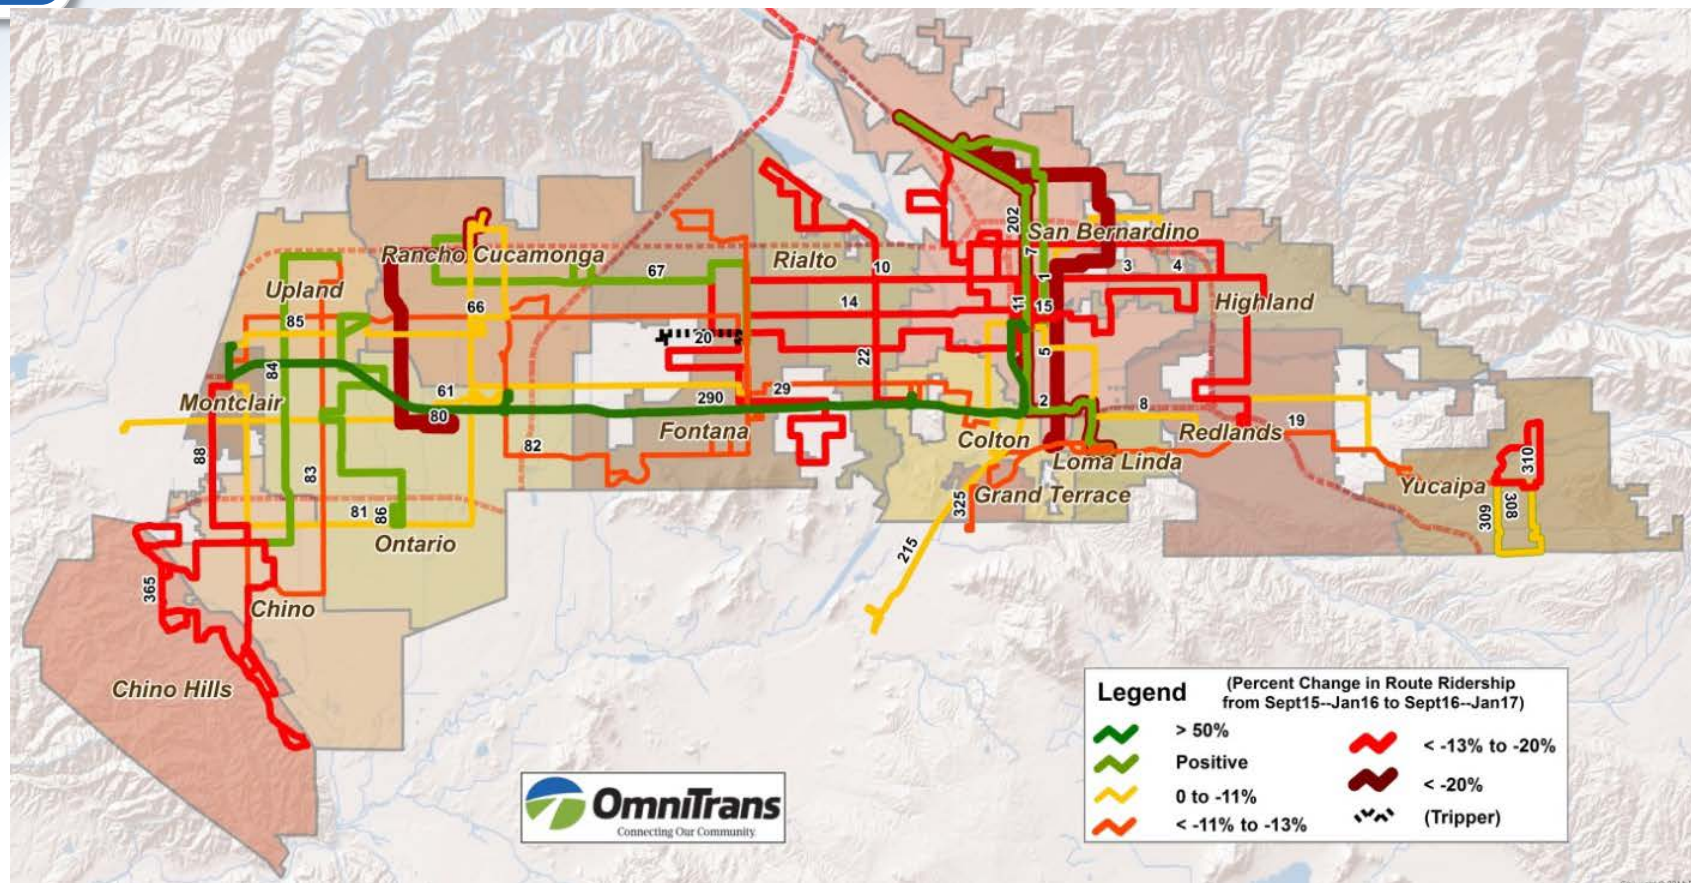 202
San Bernardino
Rancho Cucamonga
Rialto
7
67
10
3
4
1
Upland
66
14
11
15
Highland
85
20
22
5
84
61
29
Montclair
80
290
2
8
Fontana
Colton
Redlands
19
82
Loma Linda
88
83
Yucaipa
310
325
Grand Terrace
81
86
309
308
Ontario
215
365
Chino
Chino Hills
Legend
(Percent Change in Route Ridership
from Sept15--Jan16 to Sept16--Jan17)
> 50%
Positive
0 to -11%
< -11% to -13%
< -13% to -20%
< -20%
(Tripper)
OmniTrans
Connecting Our Community